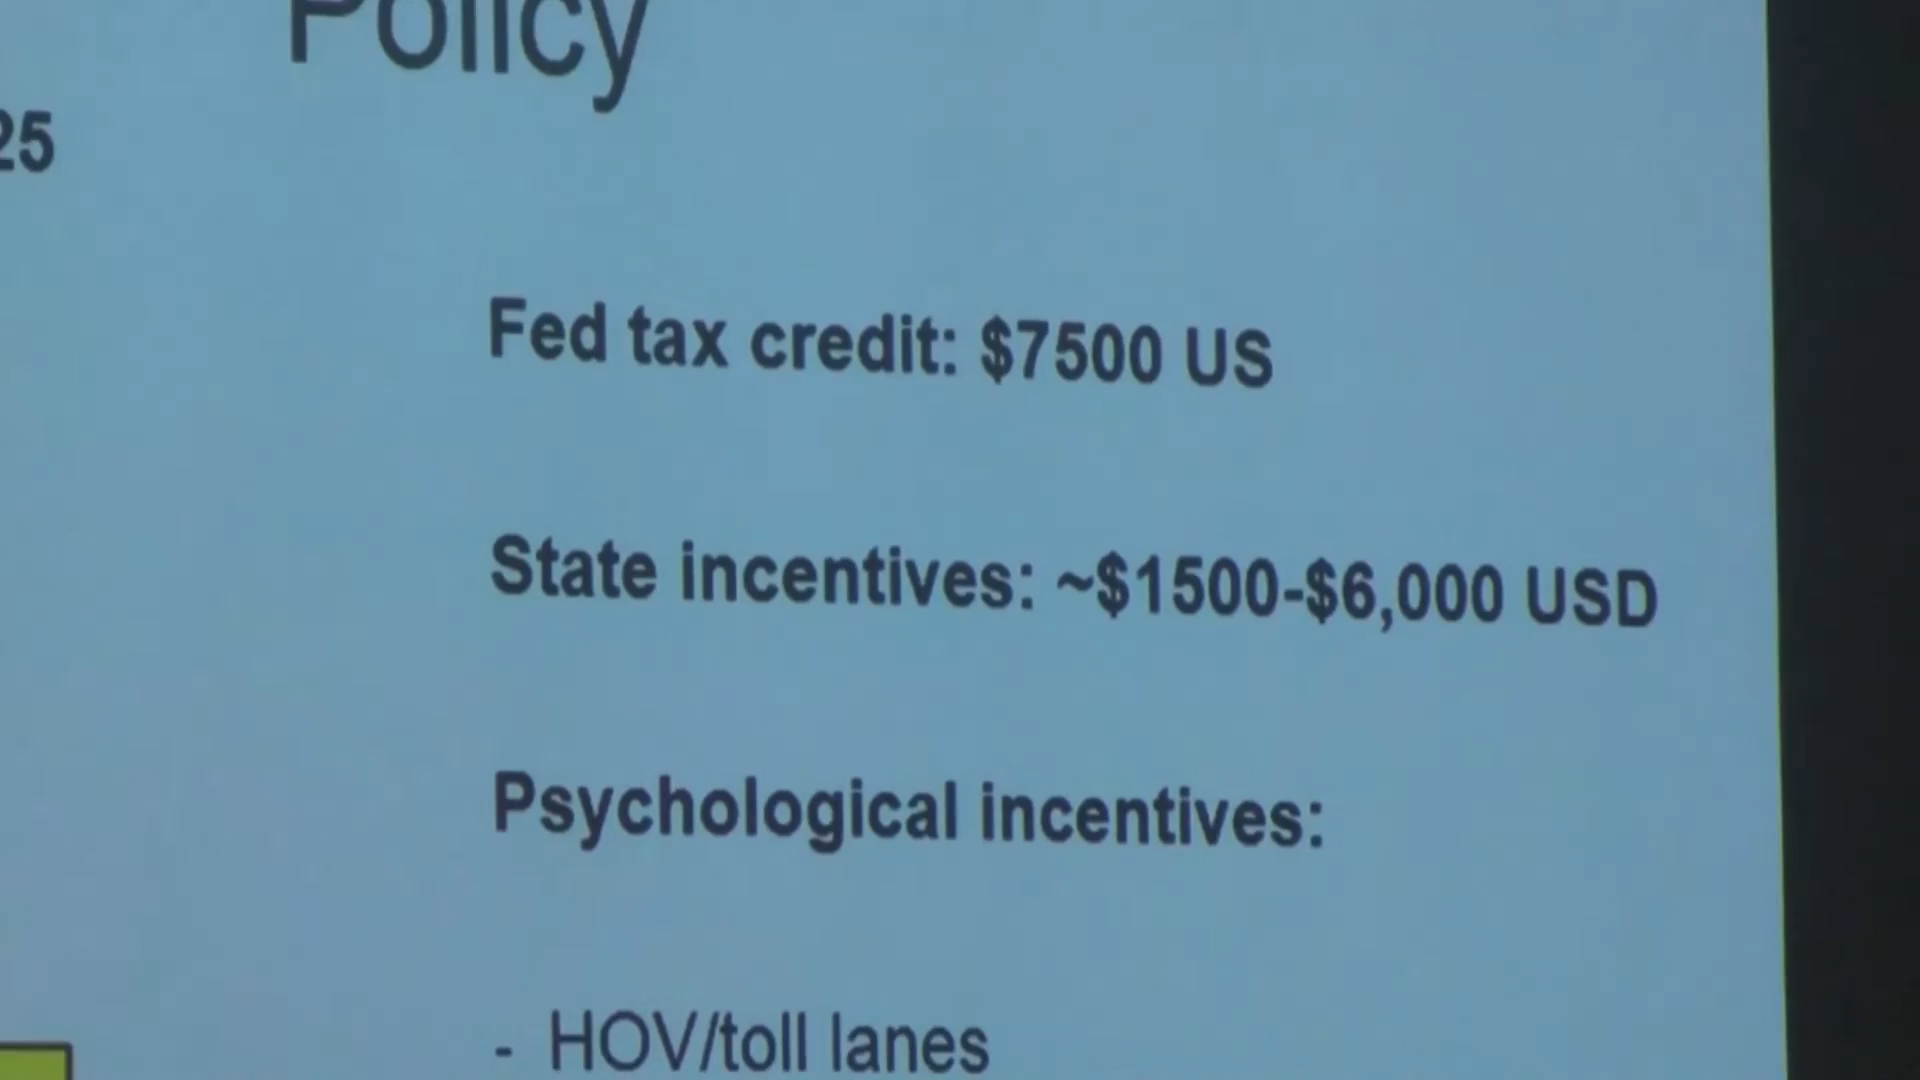 Policy
25
Fed tax credit: $7500 US
State incentives: ~$1500-$6,000 USD
Psychological incentives:
- HOV/toll lanes